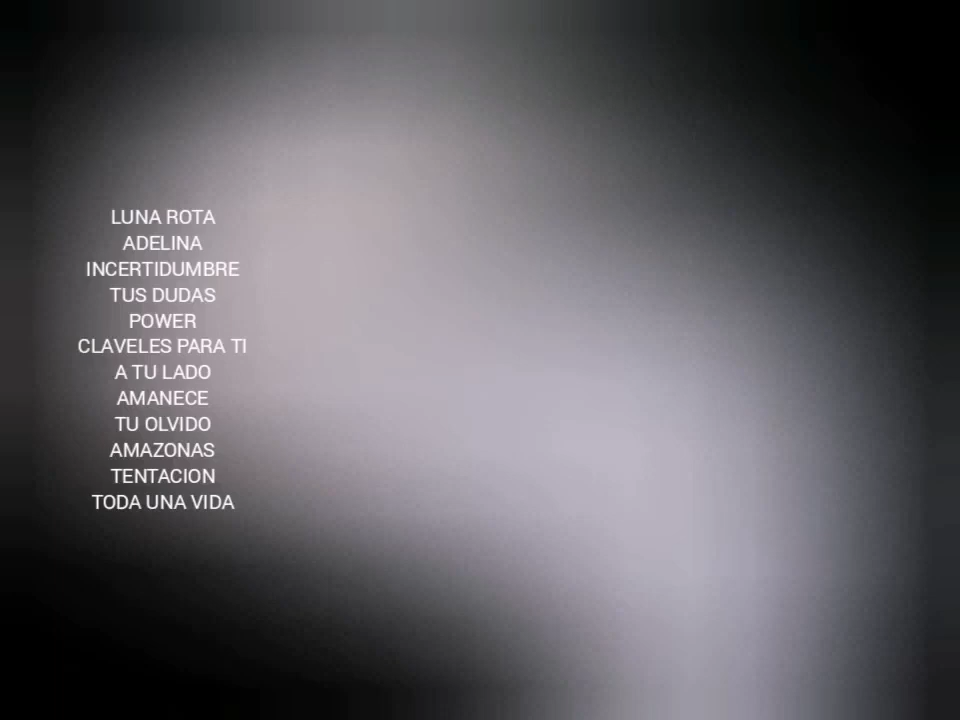 LUNA ROTA
ADELINA
INCERTIDUMBRE
TUS DUDAS
POWER
CLAVELES PARA TI
A TU LADO
AMANECE
TU OLVIDO
AMAZONAS
TENTACION
TODA UNA VIDA